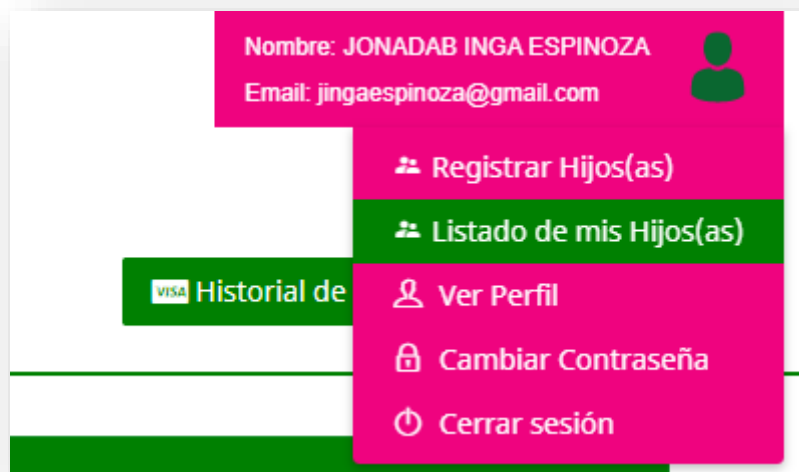 Nombre: JONADAB INGA ESPINOZA
Email: jingaespinoza@gmail.com
Registrar Hijos(as)
Listado de mis Hijos(as)
VISA Historial de
Ver Perfil
Cambiar Contraseña
Cerrar sesión